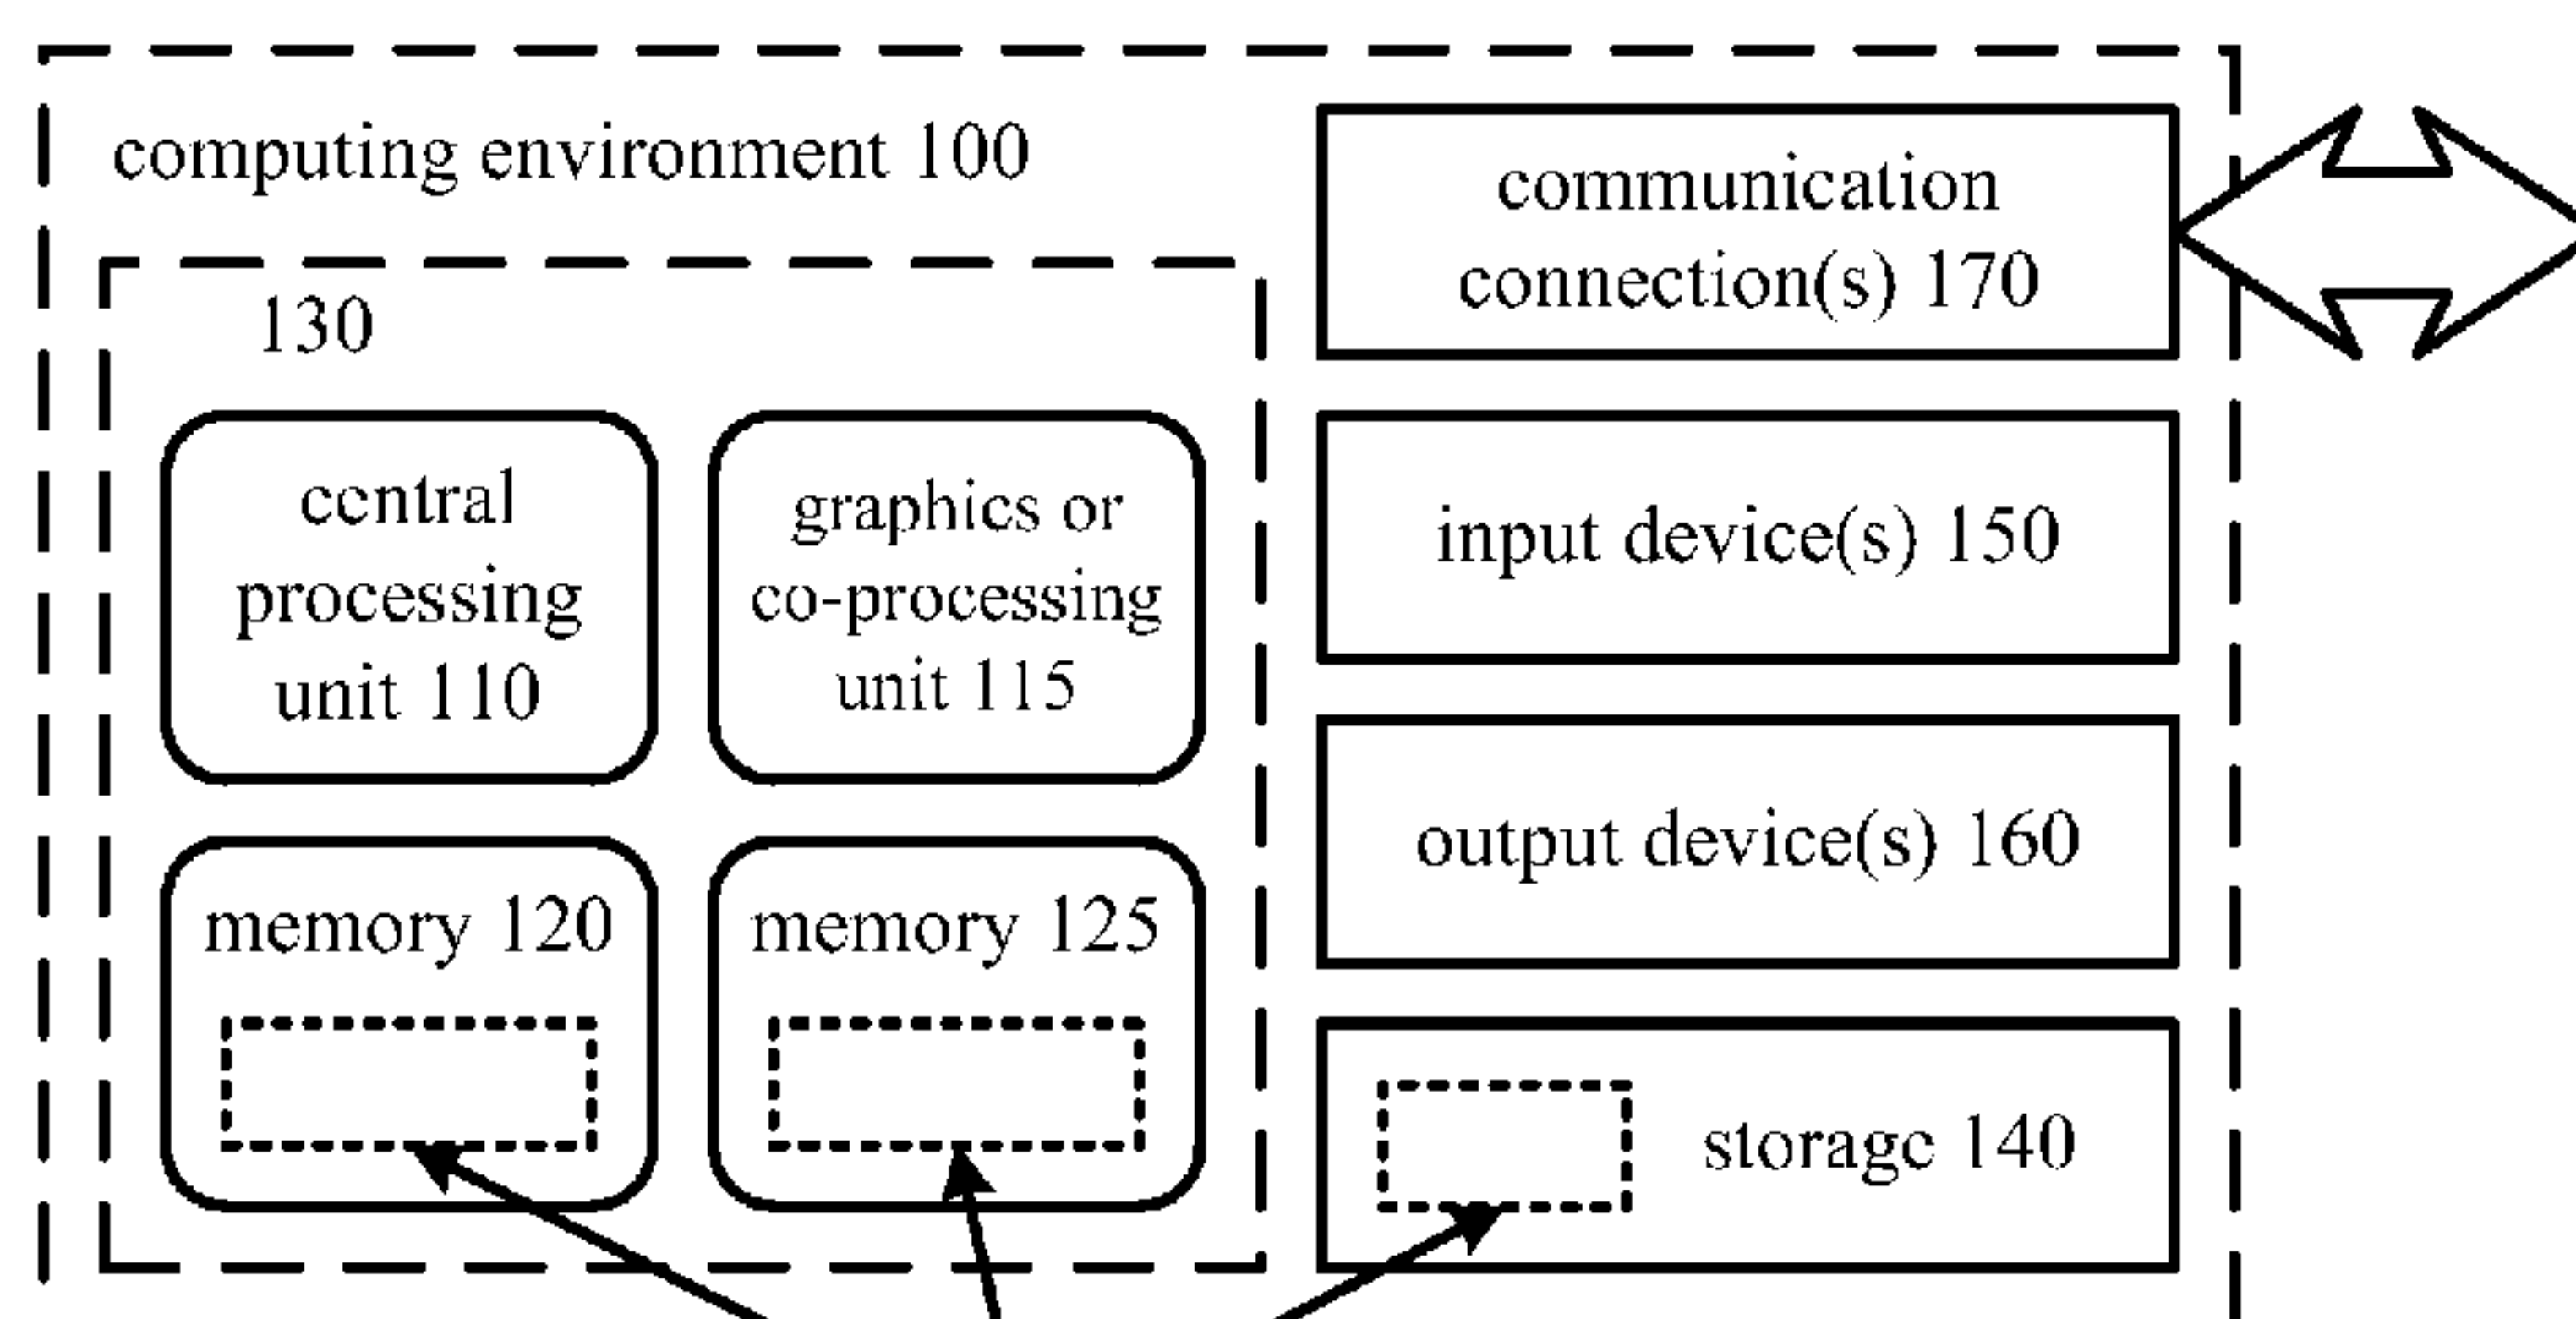 computing environment 100
communication
connection(s) 170
130
central
processing
unit 110
graphics or
co-processing
unit 115
input device(s) 150
output device(s) 160
memory 120
memory 125
storage 140